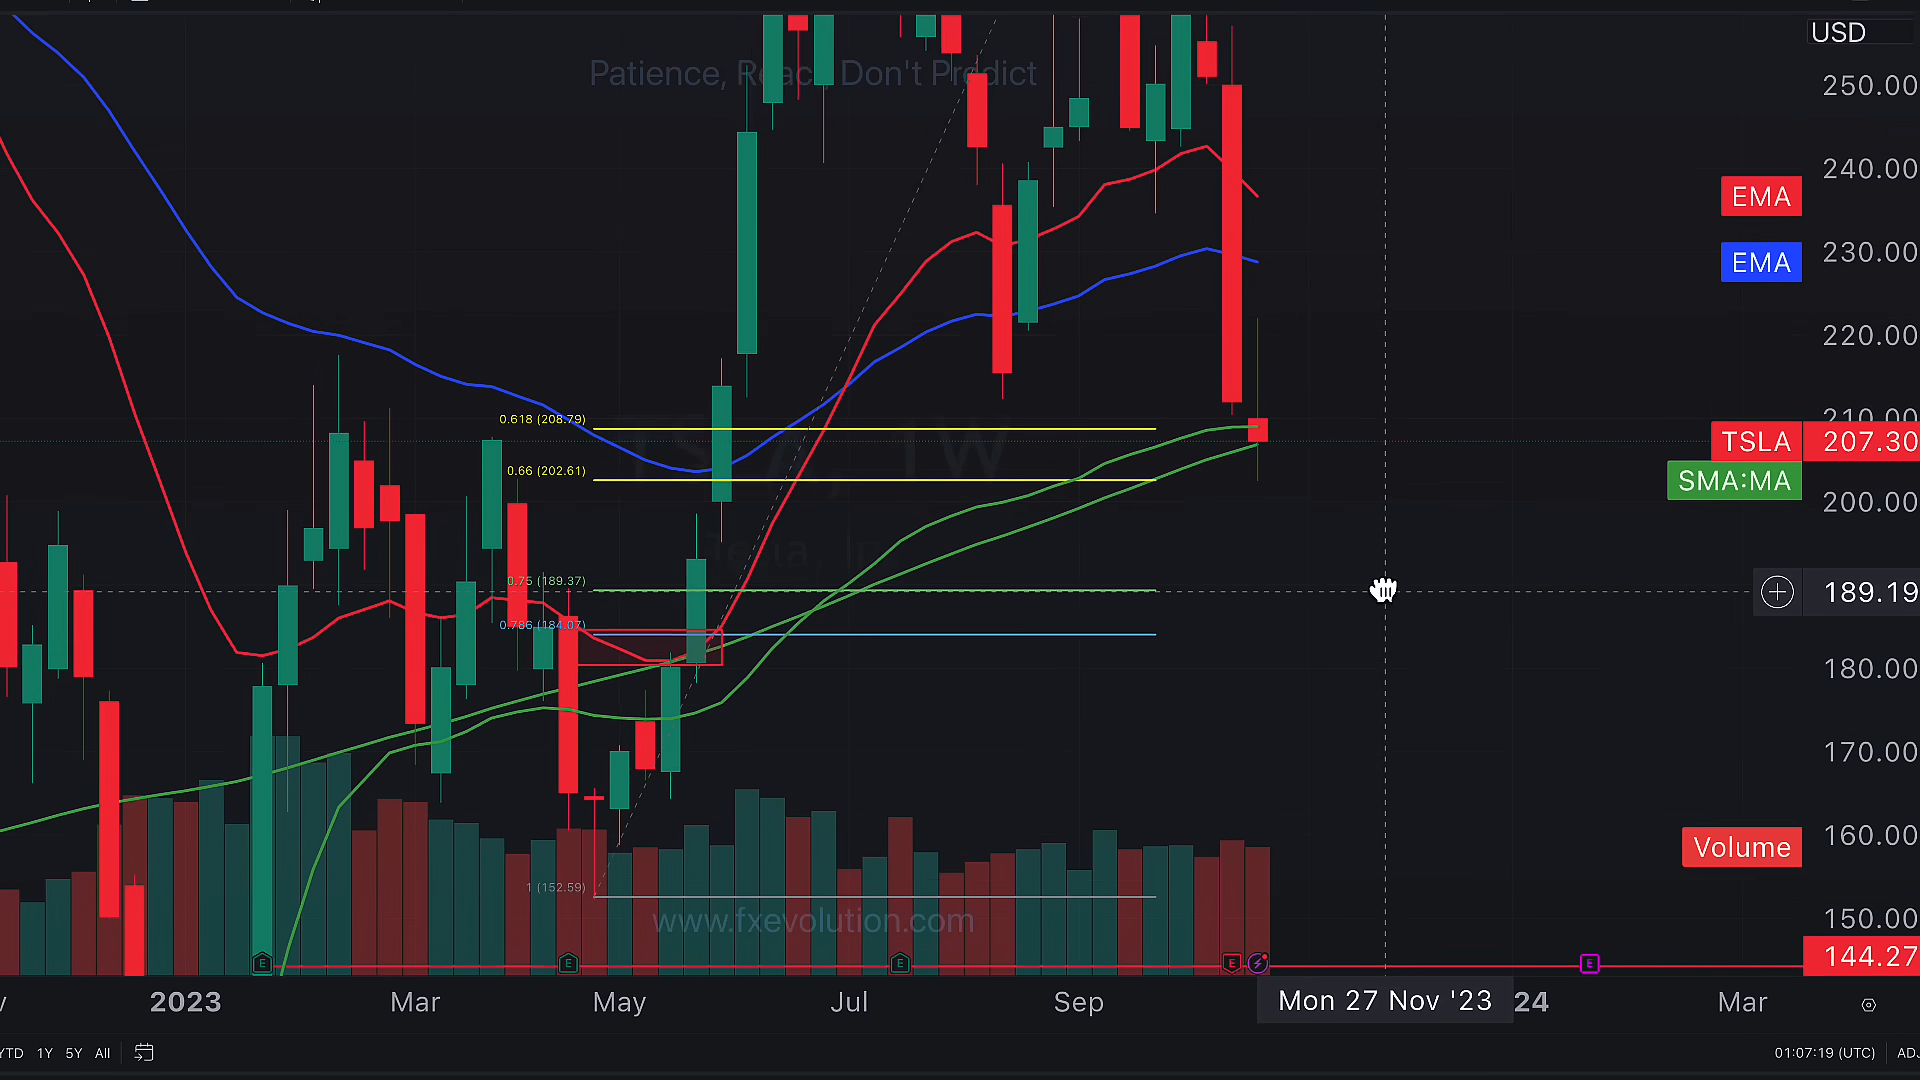 USD
Patience, React, Don't Predict
250.00
240.00
EMA
230.00
EMA
220.00
0.618 (208.79)
210.00
TSLA, 1W
TSLA 207.30
0.66 (202.61)
SMA:MA
200.00
Tesla, Inc
0.75 (189.37)
189.19
0.786 (184.07)
180.00
170.00
160.00
Volume
1 (152.59)
www.fxevolution.com
150.00
144.27
E E E E E
2023 Mar May Jul Sep Mon 27 Nov '23 24 Mar
YTD 1Y 5Y All
01:07:19 (UTC) ADJ